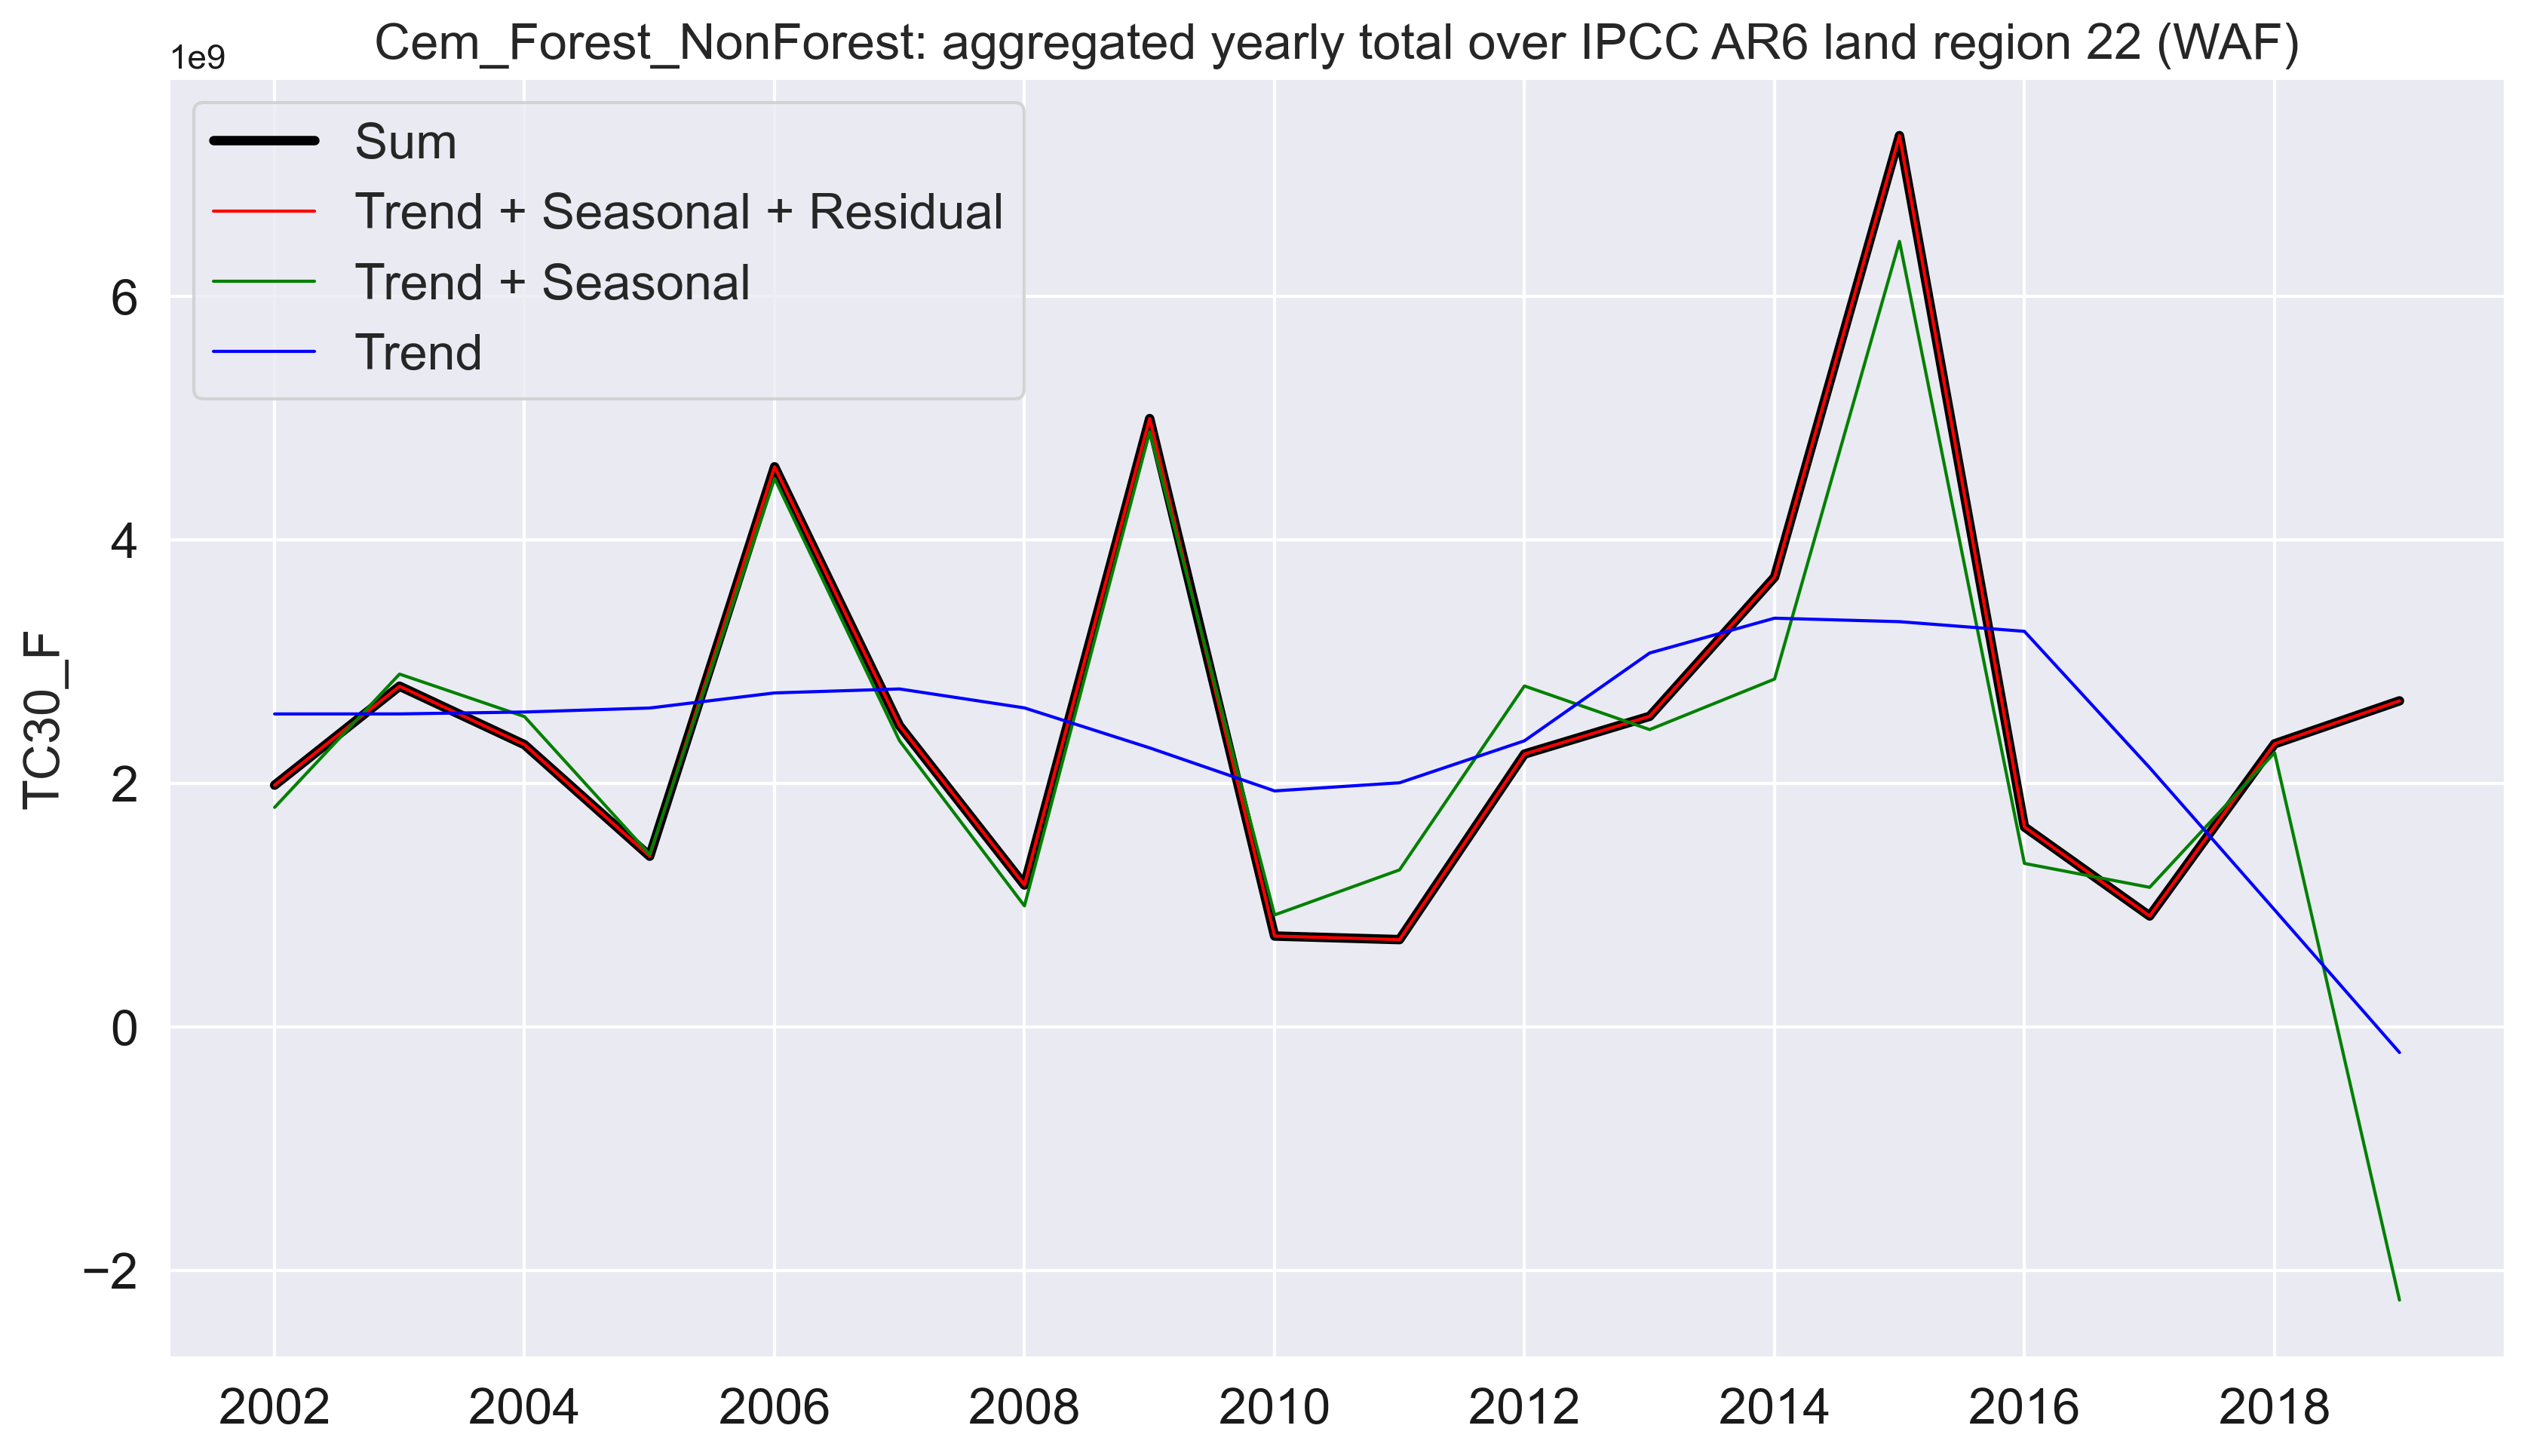 Cem_Forest_NonForest: aggregated yearly total over IPCC AR6 land region 22 (WAF)
1e9
Sum
Trend + Seasonal + Residual
Trend + Seasonal
Trend
TC30_F
6
4
2
0
−2
2002 2004 2006 2008 2010 2012 2014 2016 2018